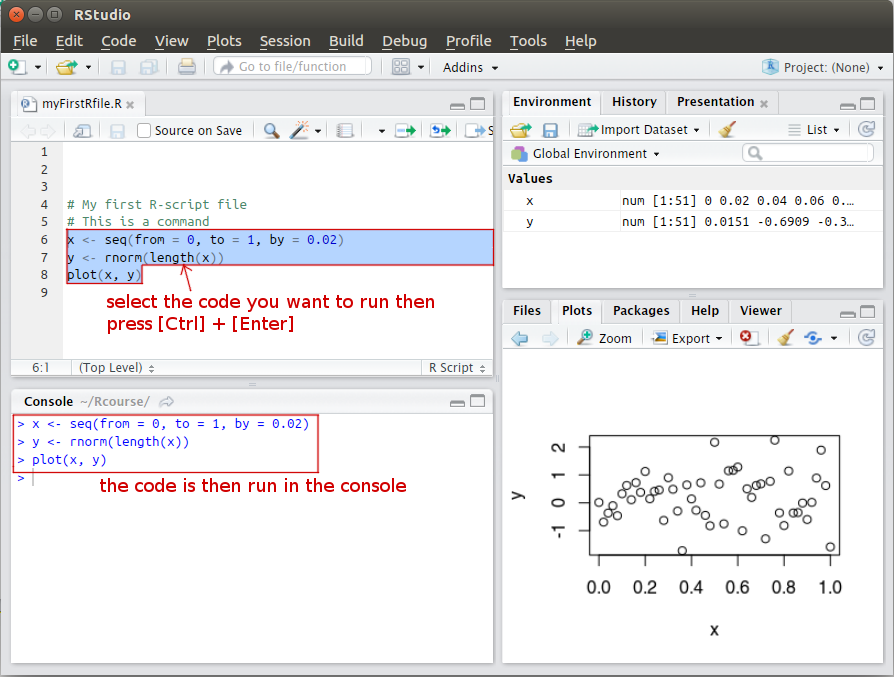 RStudio
File Edit Code View Plots Session Build Debug Profile Tools Help
Go to file/function Addins Project: (None)
myFirstRfile.R
Source on Save S
1
2
3
4 # My first R-script file
5 # This is a command
6 x <- seq(from = 0, to = 1, by = 0.02)
7 y <- rnorm(length(x))
8 plot(x, y)
9
select the code you want to run then
press [Ctrl] + [Enter]
6:1 (Top Level) R Script
Console ~/Rcourse/
> x <- seq(from = 0, to = 1, by = 0.02)
> y <- rnorm(length(x))
> plot(x, y)
>
the code is then run in the console
Environment History Presentation
Import Dataset List
Global Environment
Values
x num [1:51] 0 0.02 0.04 0.06 0.…
y num [1:51] 0.0151 -0.6909 -0.3…
Files Plots Packages Help Viewer
Zoom Export
y
2
1
0
-1
0.0 0.2 0.4 0.6 0.8 1.0
x